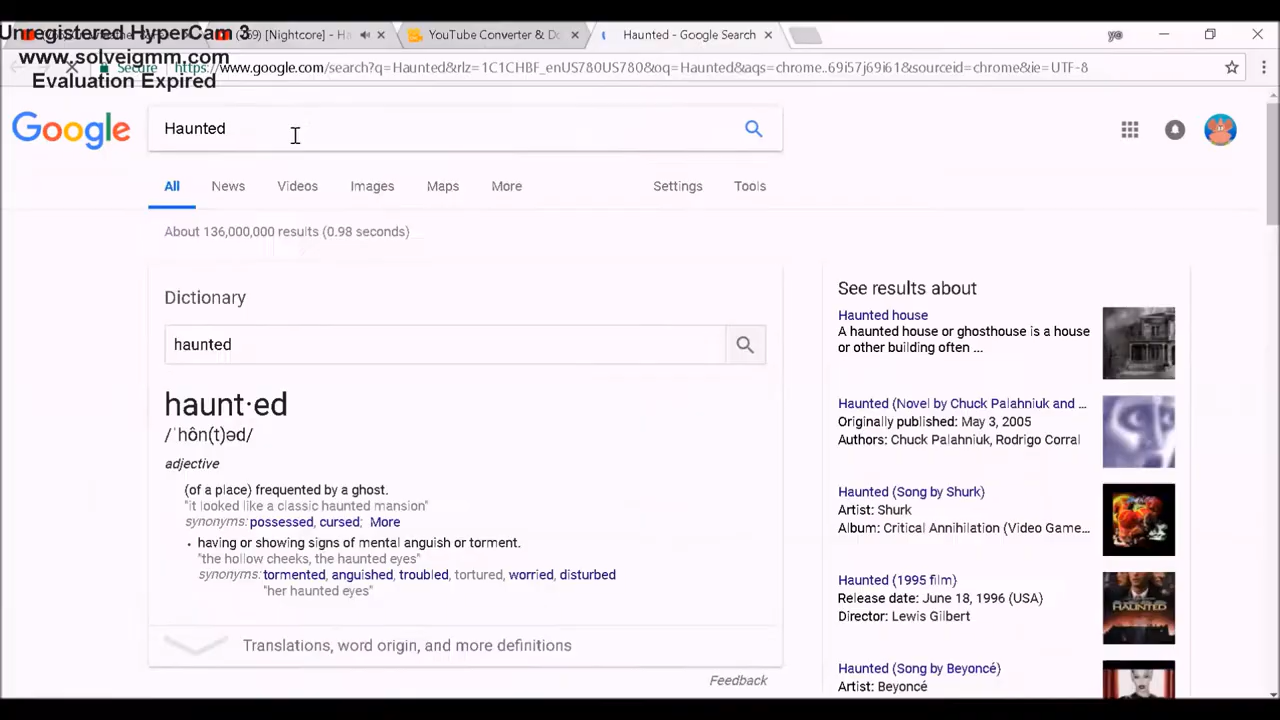 Unregistered HyperCam 3
[Nightcore] - Ha
YouTube Converter & Do
Haunted - Google Search
yo
www.solveigmm.com
Secure
https://www.google.com/search?q=Haunted&rlz=1C1CHBF_enUS780US780&oq=Haunted&aqs=chrome..69i57j69i61&sourceid=chrome&ie=UTF-8
Evaluation Expired
Google
Haunted
All
News
Videos
Images
Maps
More
Settings
Tools
About 136,000,000 results (0.98 seconds)
Dictionary
haunted
haunt·ed
/ˈhôn(t)əd/
adjective
(of a place) frequented by a ghost.
"it looked like a classic haunted mansion"
synonyms: possessed, cursed; More
• having or showing signs of mental anguish or torment.
"the hollow cheeks, the haunted eyes"
synonyms: tormented, anguished, troubled, tortured, worried, disturbed
"her haunted eyes"
Translations, word origin, and more definitions
Feedback
See results about
Haunted house
A haunted house or ghosthouse is a house
or other building often ...
Haunted (Novel by Chuck Palahniuk and ...
Originally published: May 3, 2005
Authors: Chuck Palahniuk, Rodrigo Corral
Haunted (Song by Shurk)
Artist: Shurk
Album: Critical Annihilation (Video Game...
Haunted (1995 film)
Release date: June 18, 1996 (USA)
Director: Lewis Gilbert
HAUNTED
Haunted (Song by Beyoncé)
Artist: Beyoncé